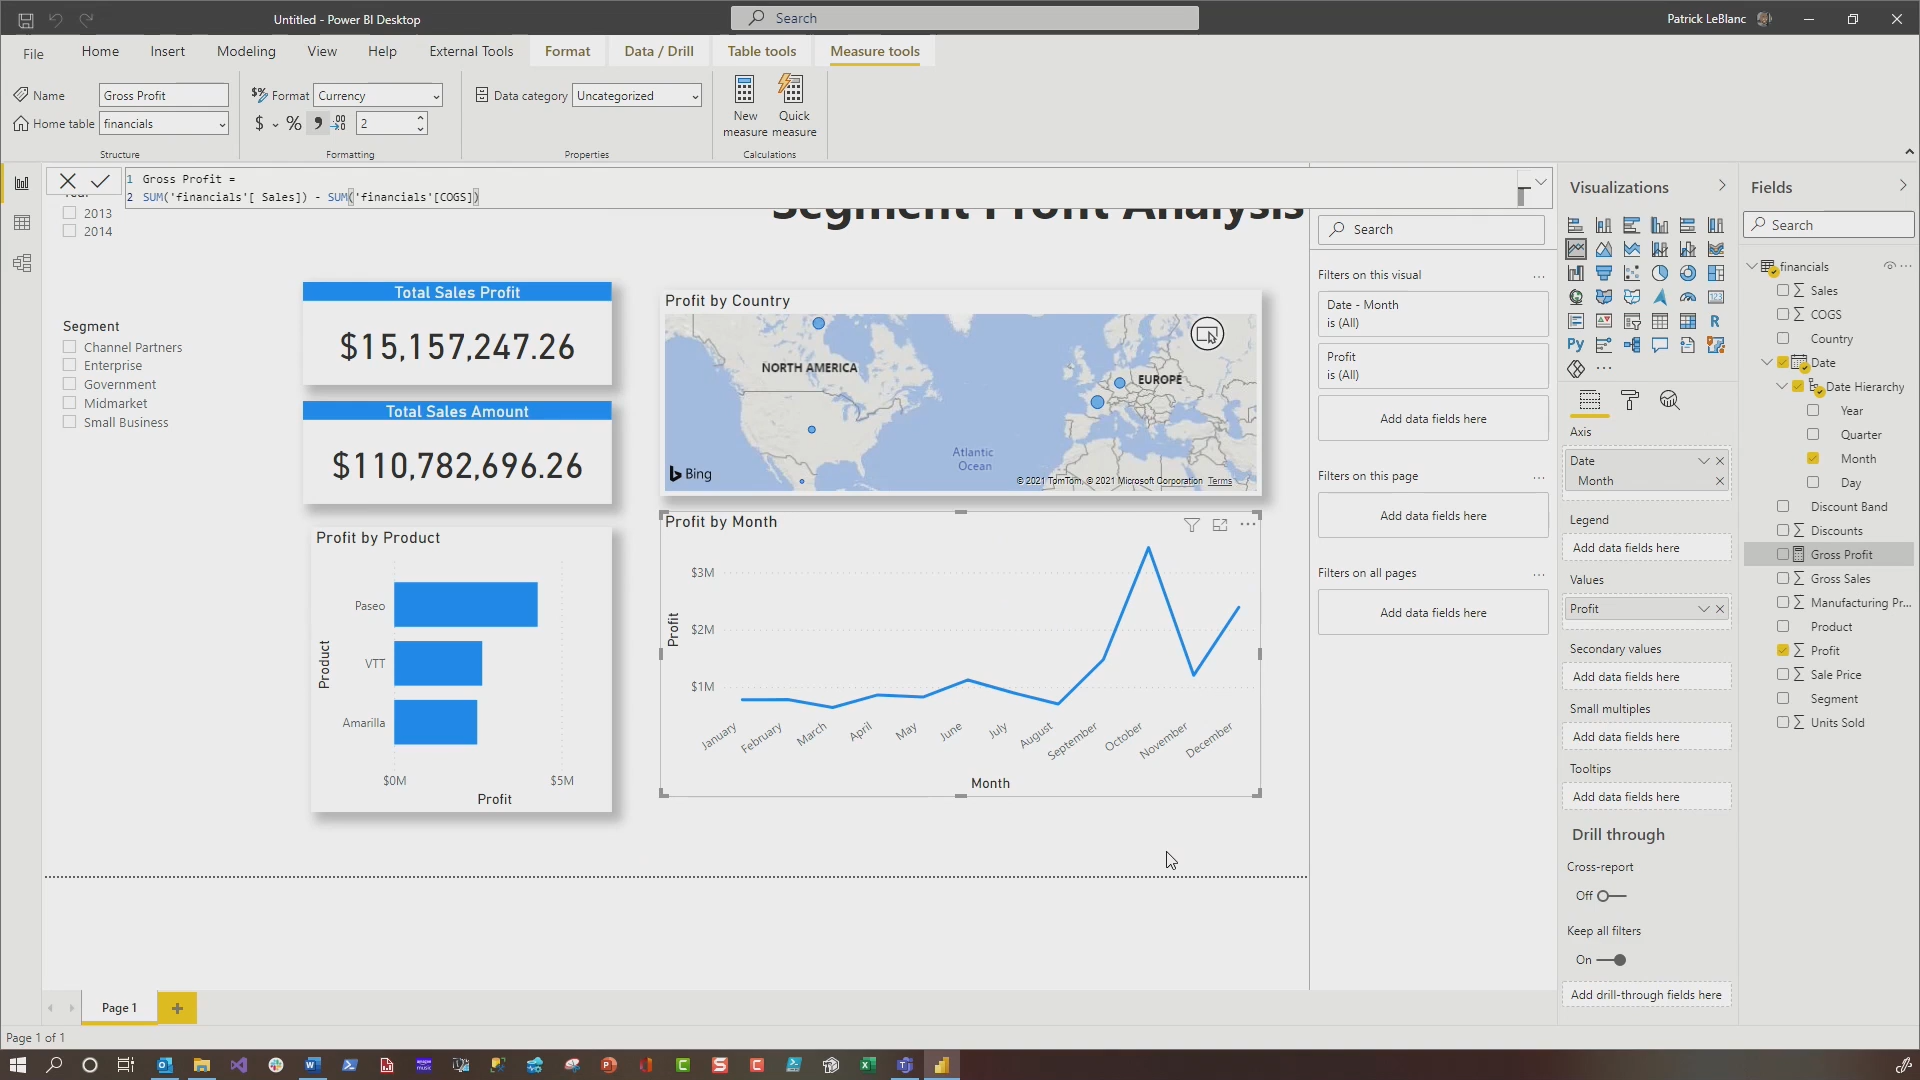 Untitled - Power BI Desktop
Search
Patrick LeBlanc
File
Home
Insert
Modeling
View
Help
External Tools
Format
Data / Drill
Table tools
Measure tools
Name
Gross Profit
Home table
financials
Structure
Format
Currency
$
%
2
Formatting
Data category
Uncategorized
Properties
New measure
Quick measure
Calculations
1 Gross Profit =
2 SUM('financials'[ Sales]) - SUM('financials'[COGS])
2013
2014
Segment Profit Analysis
Segment
Channel Partners
Enterprise
Government
Midmarket
Small Business
Total Sales Profit
$15,157,247.26
Total Sales Amount
$110,782,696.26
Profit by Product
Product
Paseo
VTT
Amarilla
$0M
$5M
Profit
Profit by Country
NORTH AMERICA
EUROPE
Atlantic
Ocean
Bing
© 2021 TomTom, © 2021 Microsoft Corporation Terms
Profit by Month
Profit
$3M
$2M
$1M
January
February
March
April
May
June
July
August
September
October
November
December
Month
Search
Filters on this visual
...
Date - Month
is (All)
Profit
is (All)
Add data fields here
Filters on this page
...
Add data fields here
Filters on all pages
...
Add data fields here
Visualizations
R
Py
...
Axis
Date
Month
Legend
Add data fields here
Values
Profit
Secondary values
Add data fields here
Small multiples
Add data fields here
Tooltips
Add data fields here
Drill through
Cross-report
Off
Keep all filters
On
Add drill-through fields here
Fields
Search
financials
Sales
COGS
Country
Date
Date Hierarchy
Year
Quarter
Month
Day
Discount Band
Discounts
Gross Profit
Gross Sales
Manufacturing Pr...
Product
Profit
Sale Price
Segment
Units Sold
Page 1
Page 1 of 1